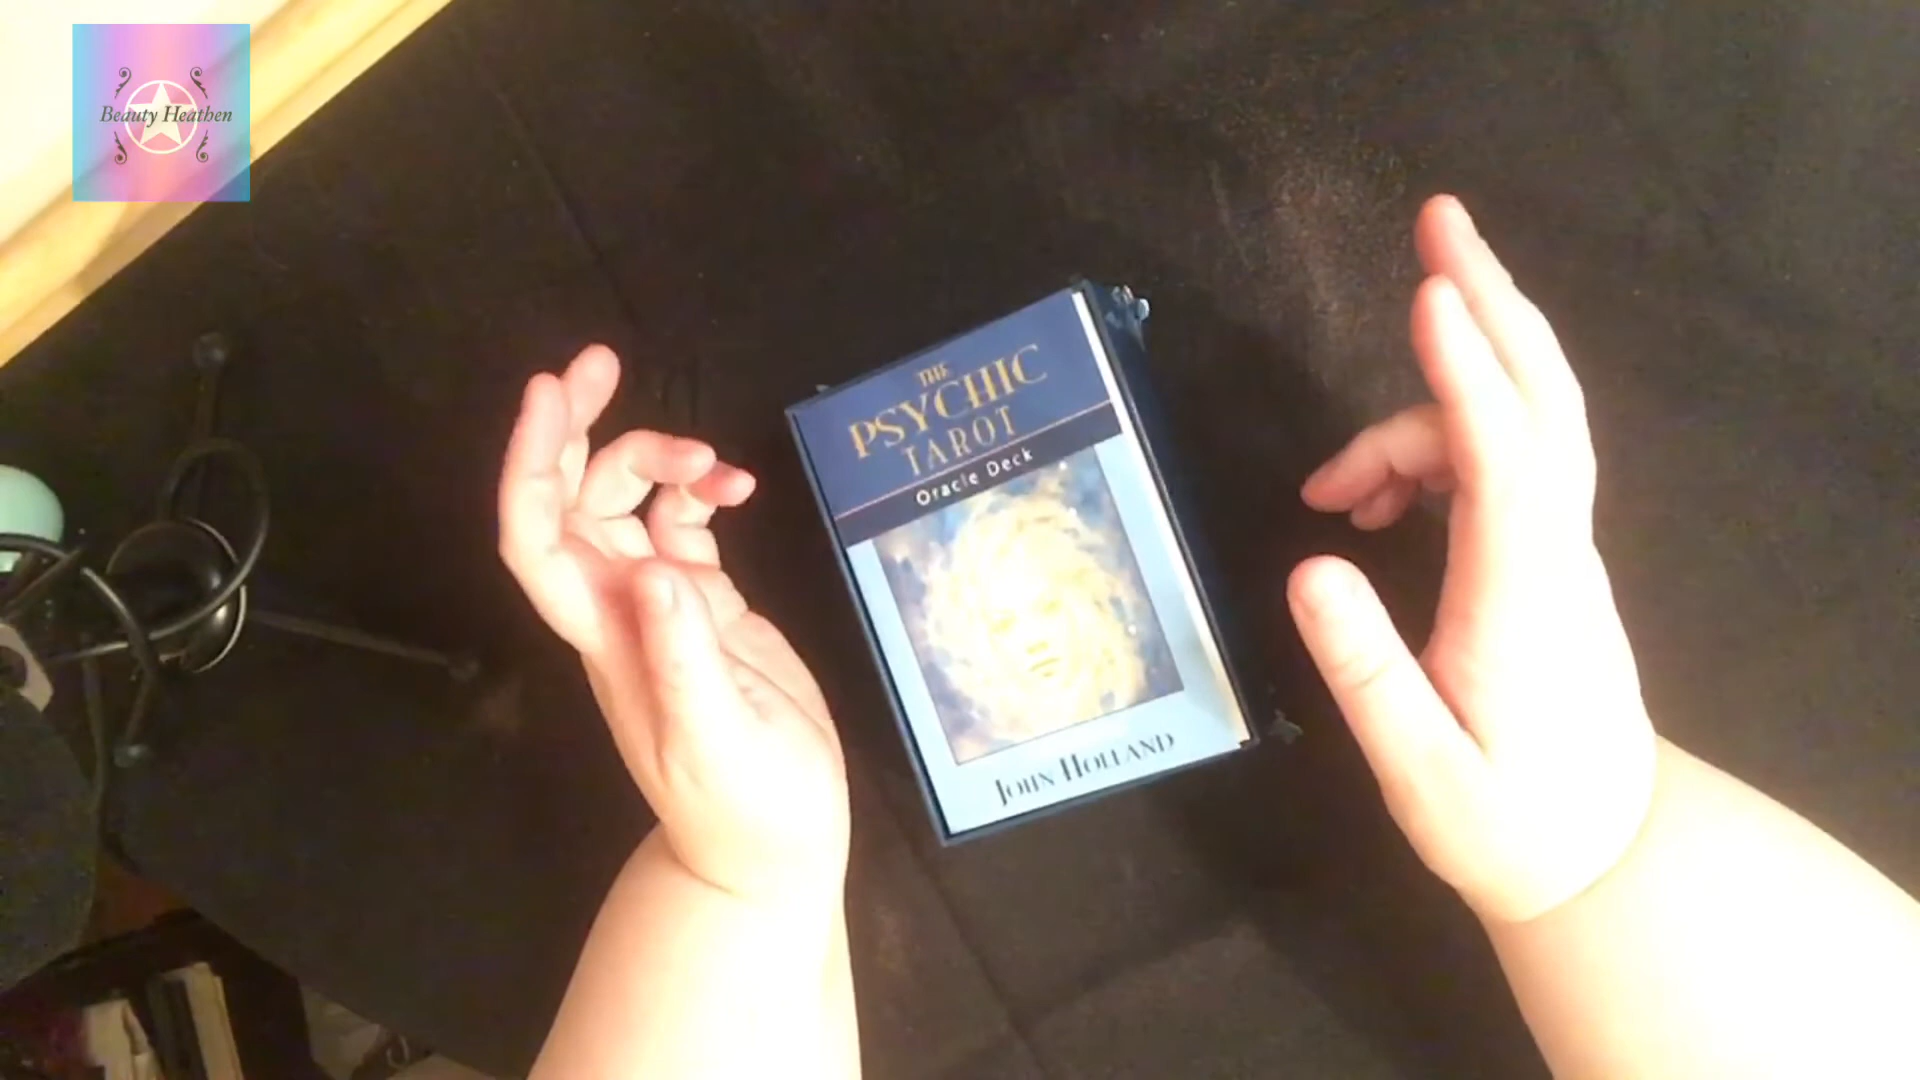 Beauty Heathen
THE
PSYCHIC
TAROT
Oracle Deck
JOHN HOLLAND